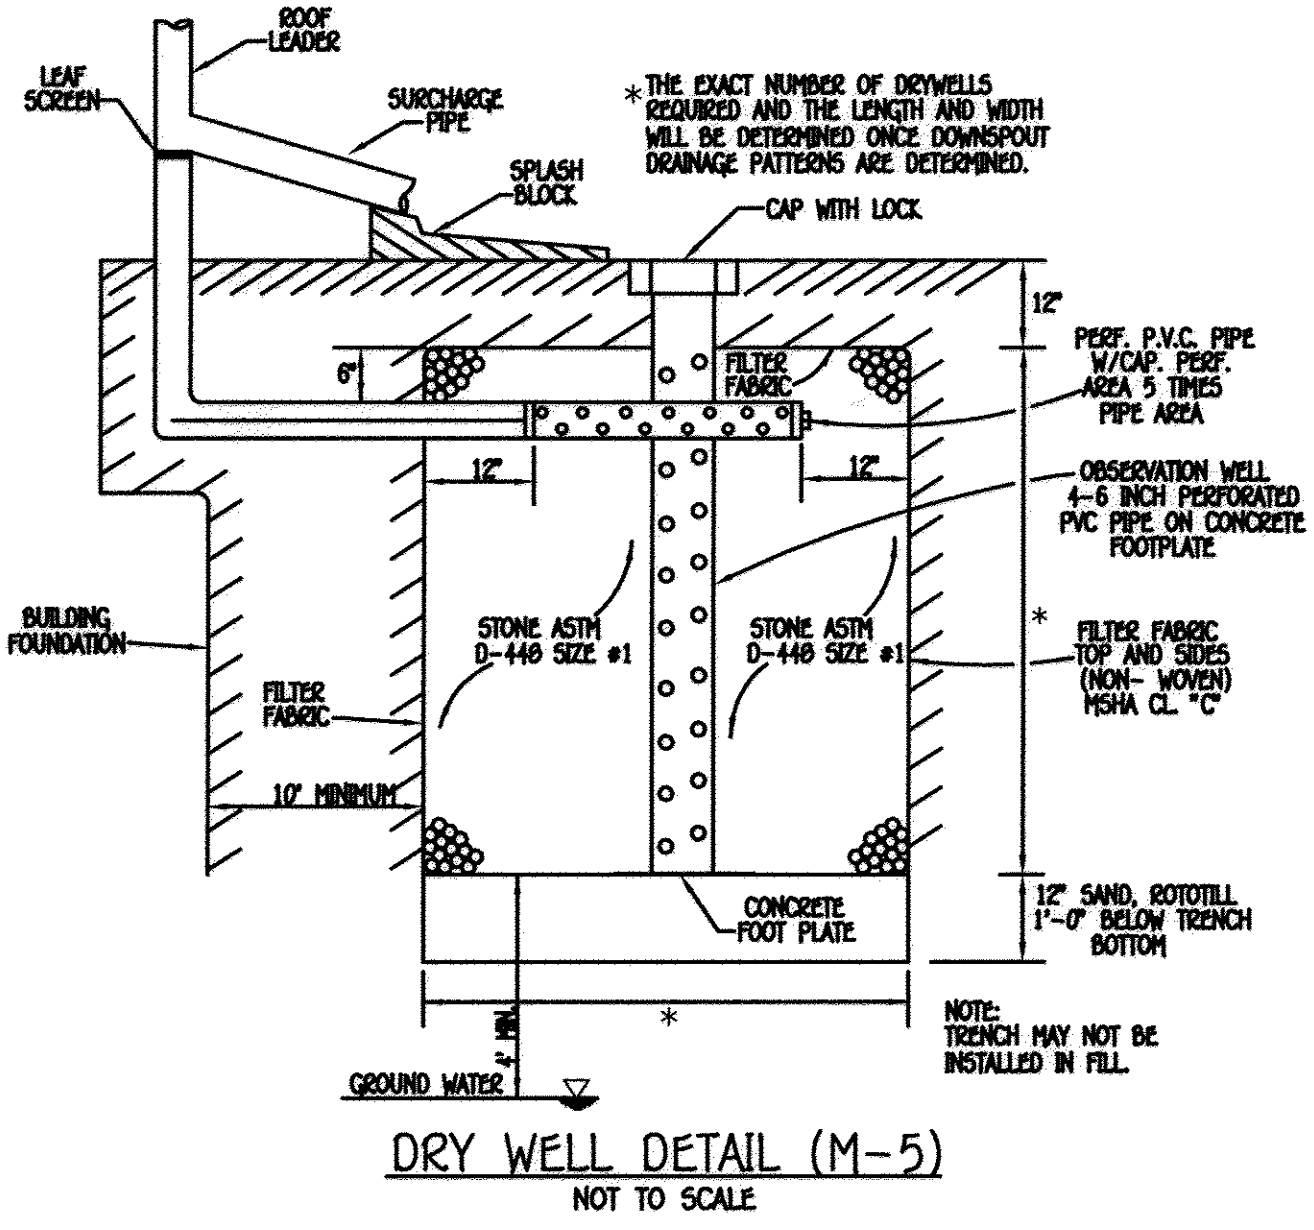 ROOF
LEADER
LEAF
SCREEN
SURCHARGE
PIPE
SPLASH
BLOCK
* THE EXACT NUMBER OF DRYWELLS
REQUIRED AND THE LENGTH AND WIDTH
WILL BE DETERMINED ONCE DOWNSPOUT
DRAINAGE PATTERNS ARE DETERMINED.
CAP WITH LOCK
12"
6"
FILTER
FABRIC
PERF. P.V.C. PIPE
W/CAP. PERF.
AREA 5 TIMES
PIPE AREA
12"
12"
OBSERVATION WELL
4-6 INCH PERFORATED
PVC PIPE ON CONCRETE
FOOTPLATE
BUILDING
FOUNDATION
STONE ASTM
D-448 SIZE #1
STONE ASTM
D-448 SIZE #1
*
FILTER FABRIC
TOP AND SIDES
(NON- WOVEN)
MSHA CL. "C"
FILTER
FABRIC
10' MINIMUM
CONCRETE
FOOT PLATE
12" SAND, ROTOTILL
1'-0" BELOW TRENCH
BOTTOM
*
4' MIN.
NOTE:
TRENCH MAY NOT BE
INSTALLED IN FILL.
GROUND WATER
DRY WELL DETAIL (M-5)
NOT TO SCALE